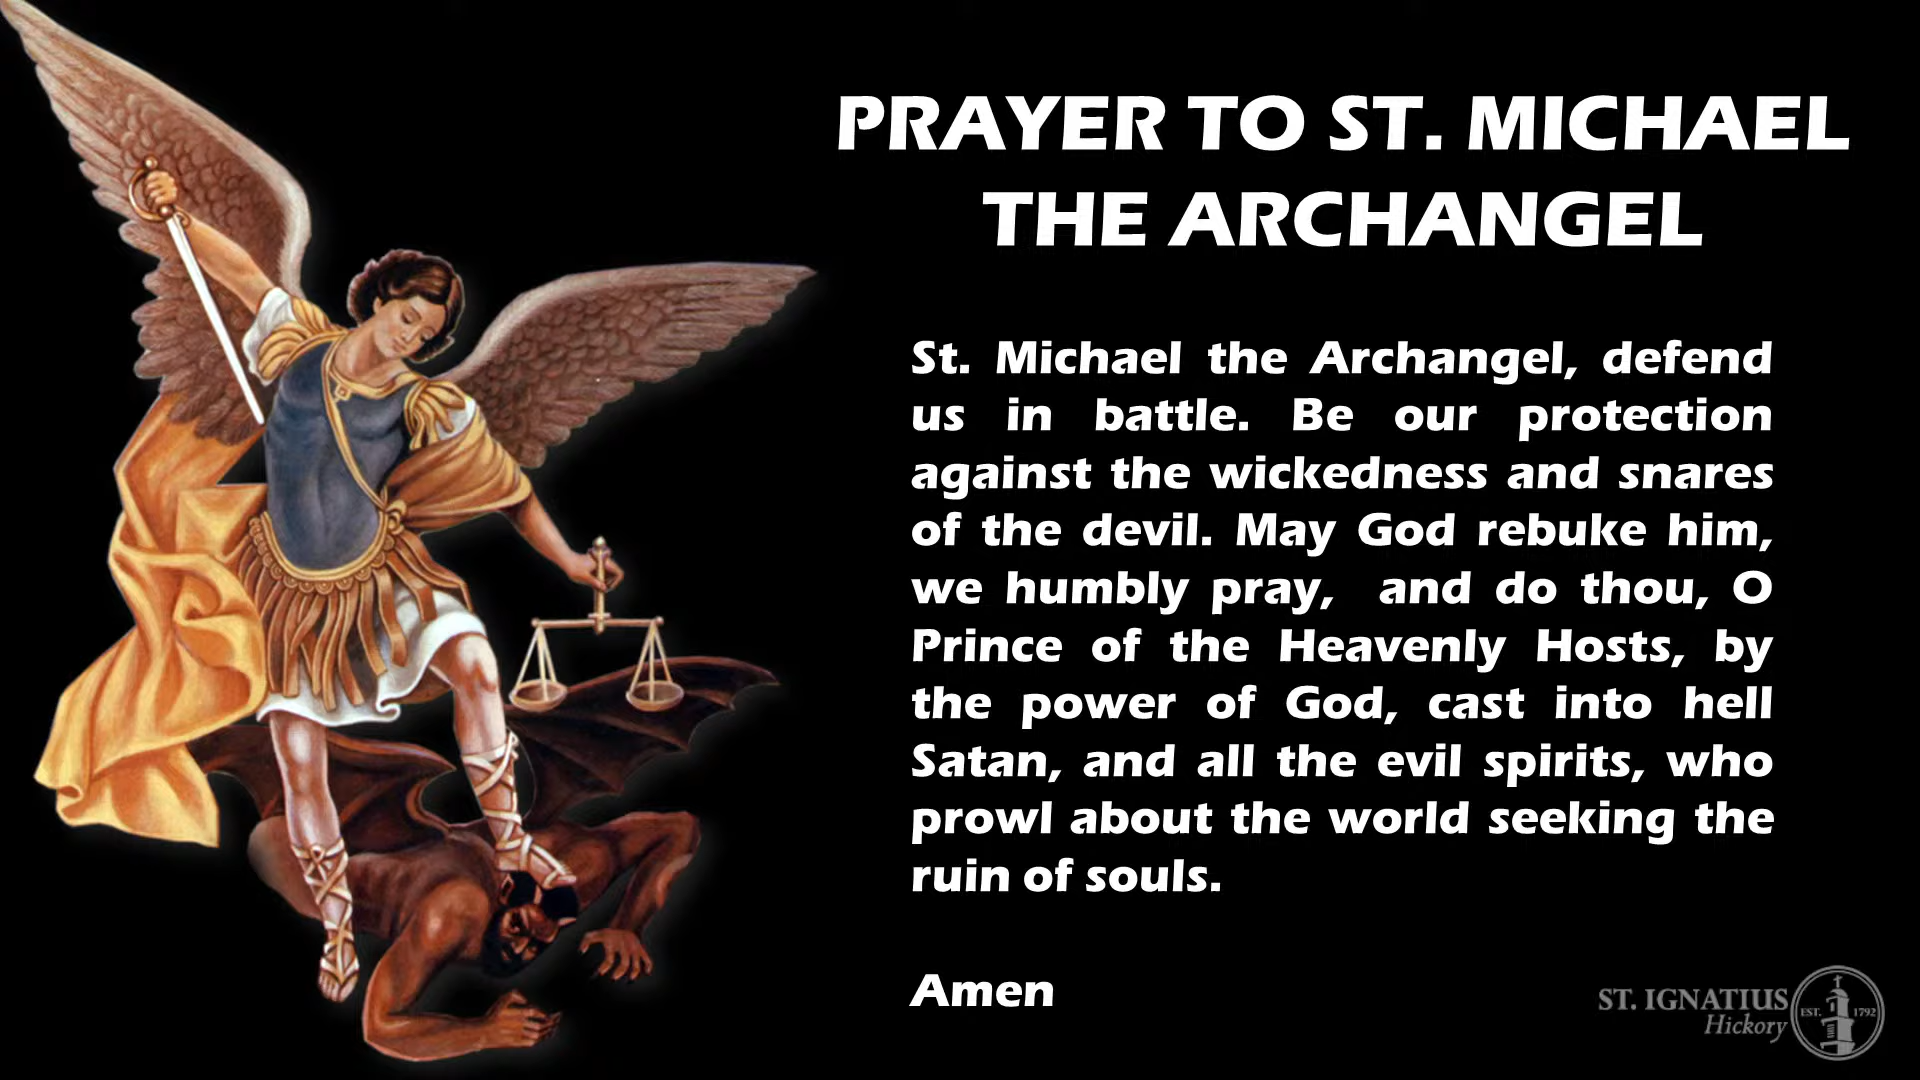 PRAYER TO ST. MICHAEL
THE ARCHANGEL
St. Michael the Archangel, defend
us in battle. Be our protection
against the wickedness and snares
of the devil. May God rebuke him,
we humbly pray, and do thou, O
Prince of the Heavenly Hosts, by
the power of God, cast into hell
Satan, and all the evil spirits, who
prowl about the world seeking the
ruin of souls.
Amen
ST. IGNATIUS
Hickory
EST. 1792